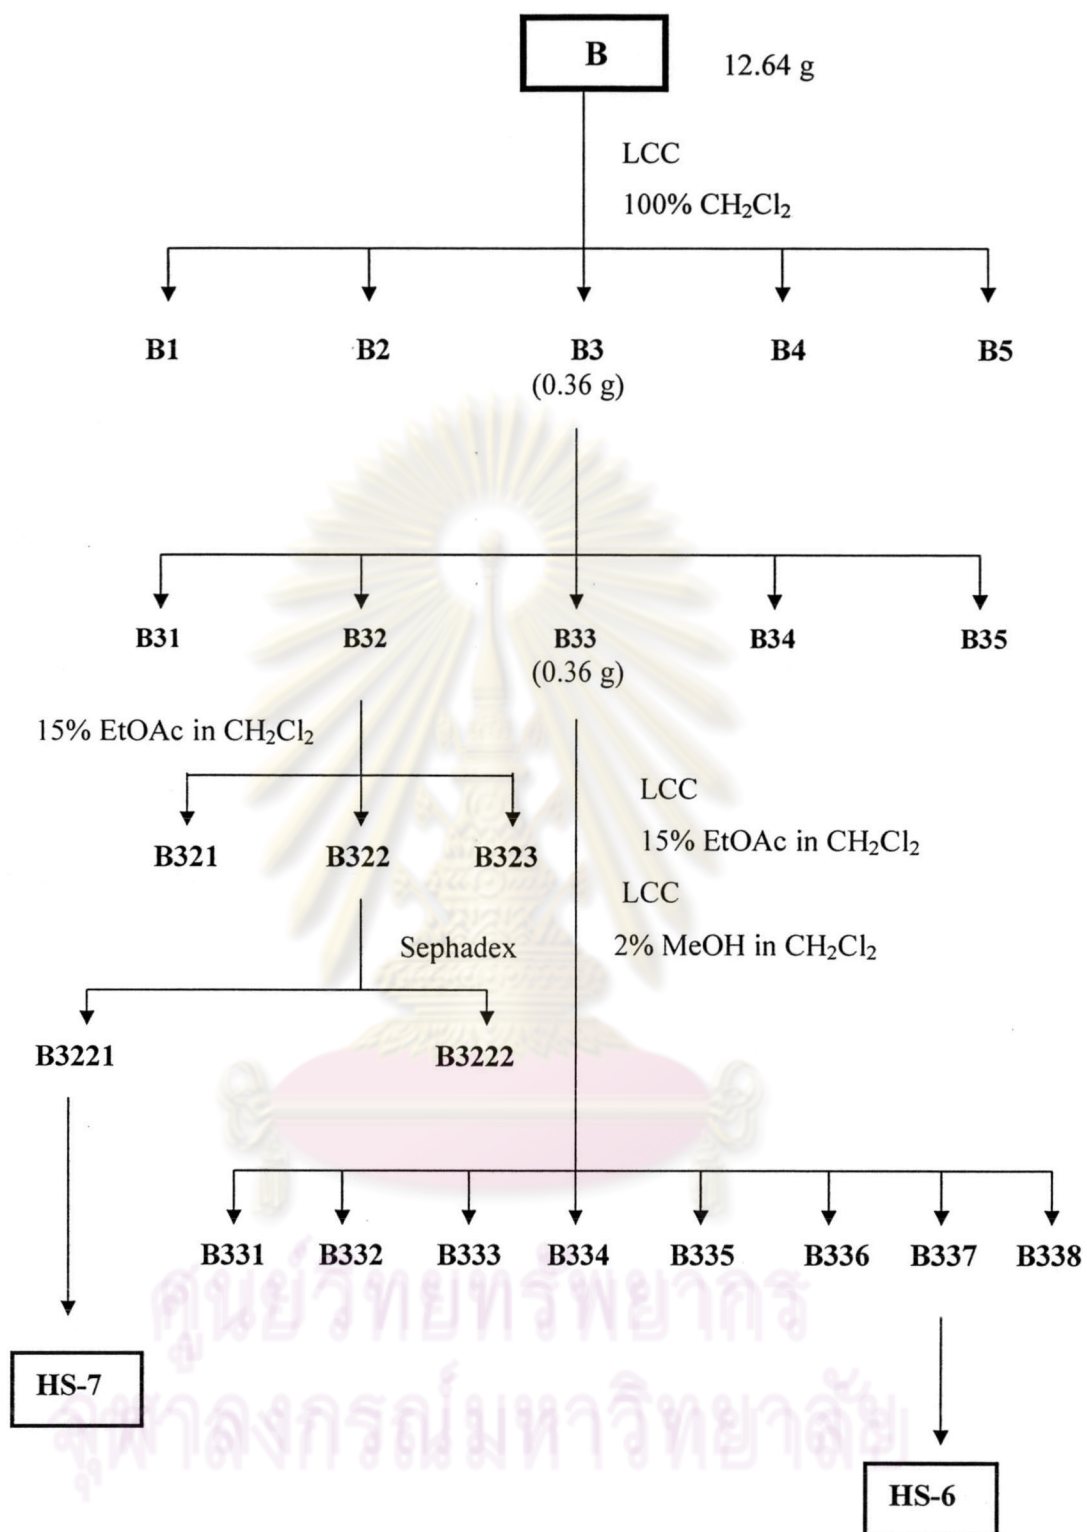 B
12.64 g
LCC
100% CH₂Cl₂
B1 B2 B3 B4 B5
(0.36 g)
B31 B32 B33 B34 B35
(0.36 g)
15% EtOAc in CH₂Cl₂
LCC
15% EtOAc in CH₂Cl₂
B321 B322 B323
LCC
Sephadex
2% MeOH in CH₂Cl₂
B3221 B3222
B331 B332 B333 B334 B335 B336 B337 B338
ศูนย์วิทยทรัพยากร
HS-7
จุฬาลงกรณ์มหาวิทยาลัย
HS-6